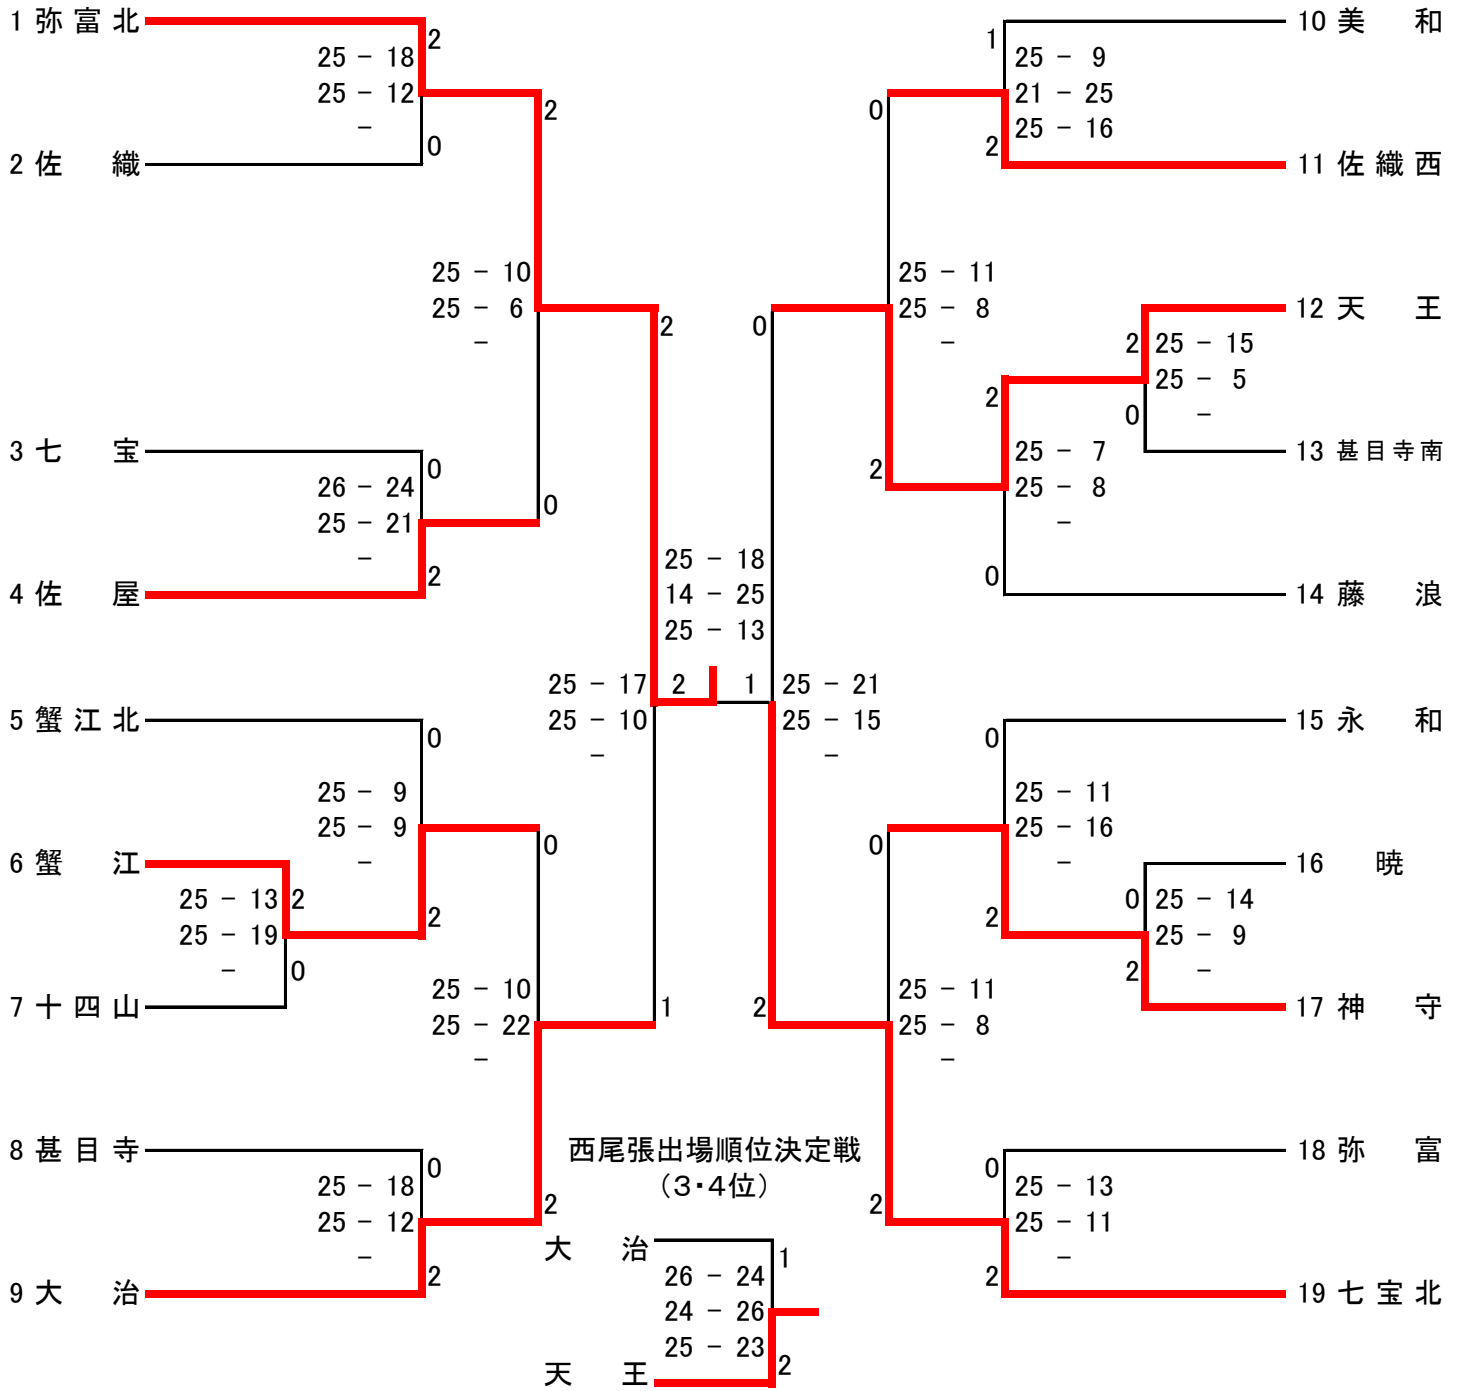 1 弥富北
2
25 - 18
25 - 12
-
0
2 佐織
2
25 - 10
25 - 6
-
3 七宝
0
26 - 24
25 - 21
-
2
4 佐屋
0
2
5 蟹江北
0
25 - 9
25 - 9
-
2
6 蟹江
25 - 13
25 - 19
-
2
0
7 十四山
0
25 - 10
25 - 22
-
8 甚目寺
0
25 - 18
25 - 12
-
2
9 大治
2
25 - 17
25 - 10
-
1
25 - 18
14 - 25
25 - 13
2 1
10 美和
1
25 - 9
21 - 25
25 - 16
2
11 佐織西
0
25 - 11
25 - 8
-
12 天王
2
25 - 15
25 - 5
-
0
13 甚目寺南
2
25 - 7
25 - 8
-
2
0
14 藤浪
0
25 - 21
25 - 15
-
15 永和
0
25 - 11
25 - 16
-
16 暁
0
25 - 14
25 - 9
-
2
2
17 神守
0
25 - 11
25 - 8
-
2
18 弥富
0
25 - 13
25 - 11
-
2
2
19 七宝北
西尾張出場順位決定戦
(3・4位)
大治
1
26 - 24
24 - 26
25 - 23
2
天王